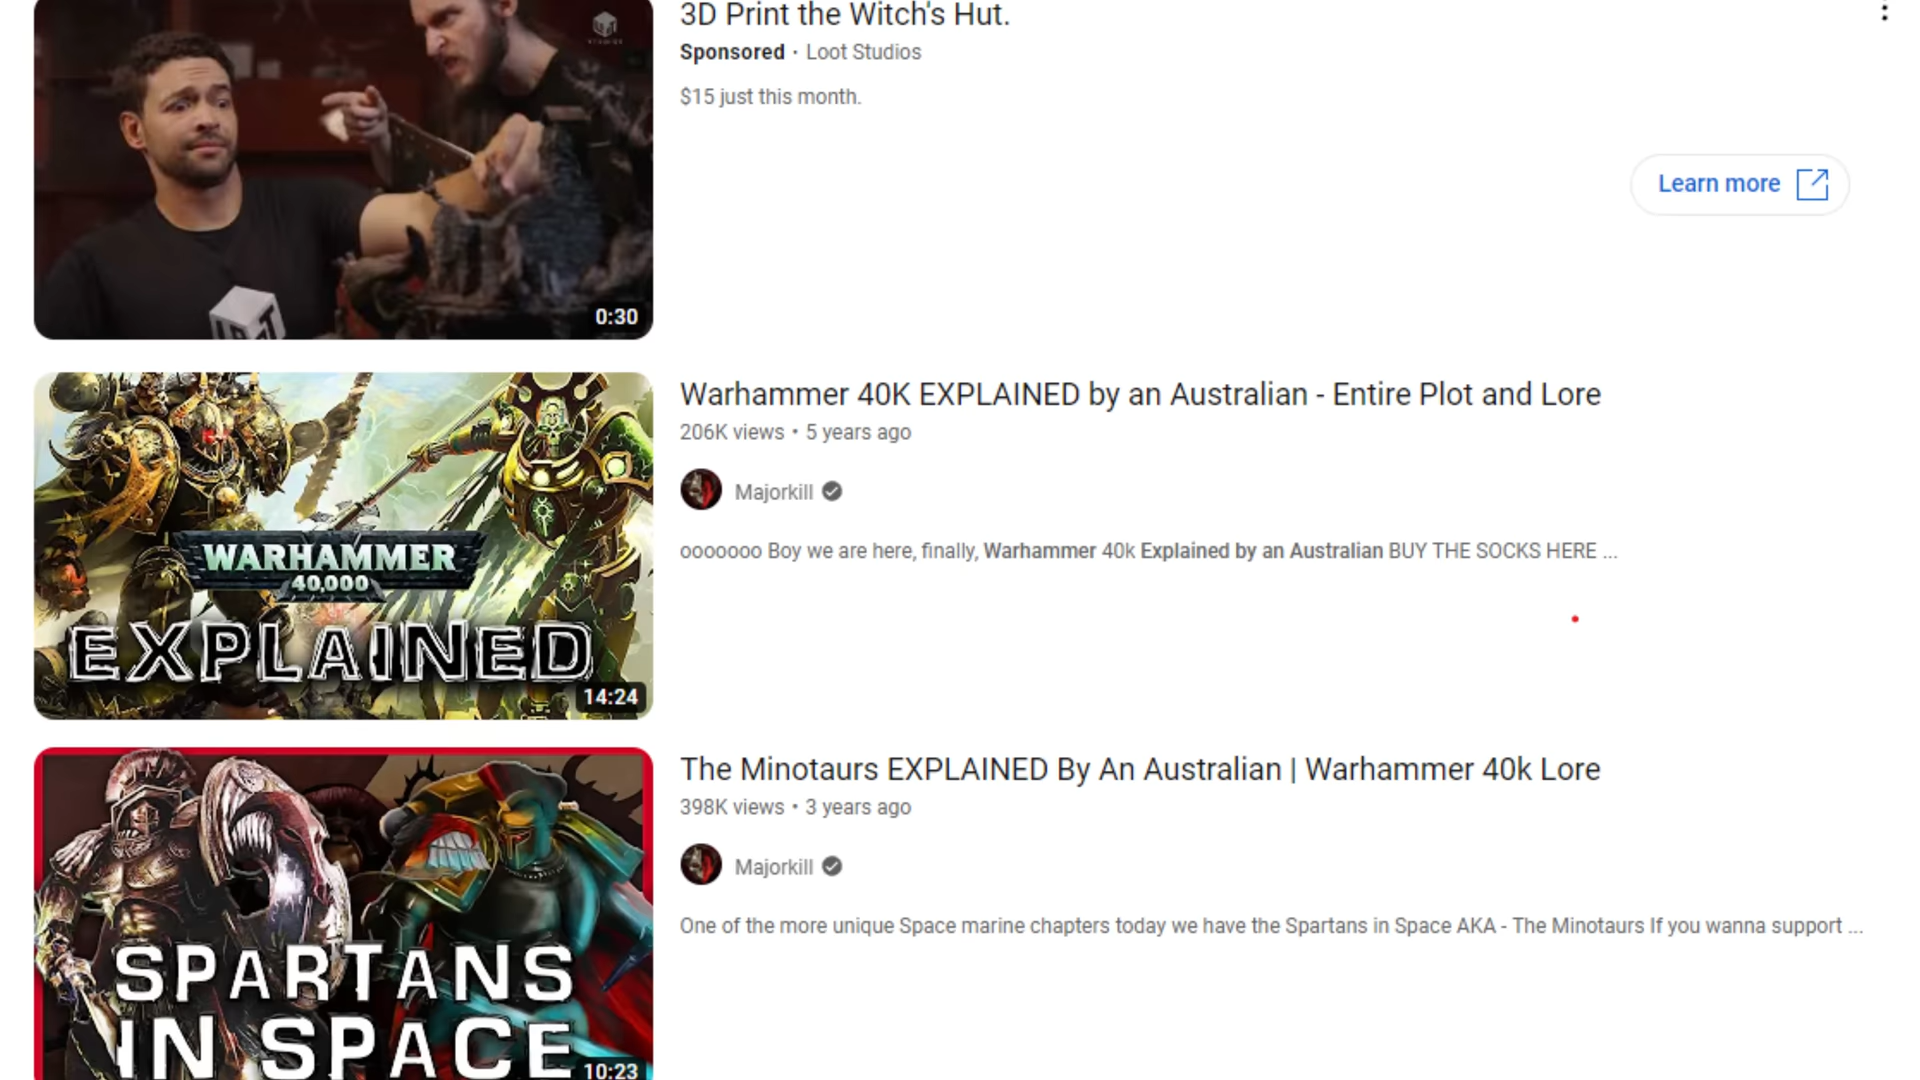 3D Print the Witch's Hut.
Sponsored · Loot Studios
$15 just this month.
Learn more
0:30
Warhammer 40K EXPLAINED by an Australian - Entire Plot and Lore
206K views • 5 years ago
Majorkill
ooooooo Boy we are here, finally, Warhammer 40k Explained by an Australian BUY THE SOCKS HERE ...
WARHAMMER
40,000
EXPLAINED
14:24
The Minotaurs EXPLAINED By An Australian | Warhammer 40k Lore
398K views • 3 years ago
Majorkill
One of the more unique Space marine chapters today we have the Spartans in Space AKA - The Minotaurs If you wanna support ...
SPARTANS
IN SPACE
10:23